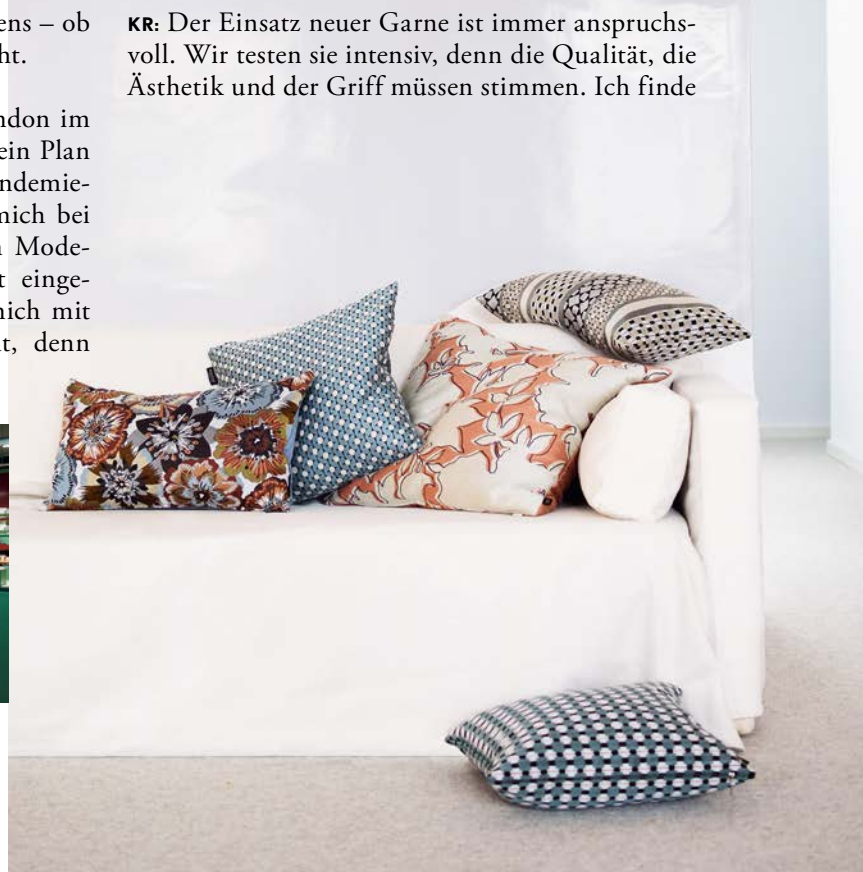 ens – ob
ht.
ndon im
ein Plan
ndemie-
mich bei
n Mode-
t einge-
mich mit
t, denn
KR: Der Einsatz neuer Garne ist immer anspruchs-
voll. Wir testen sie intensiv, denn die Qualität, die
Ästhetik und der Griff müssen stimmen. Ich finde